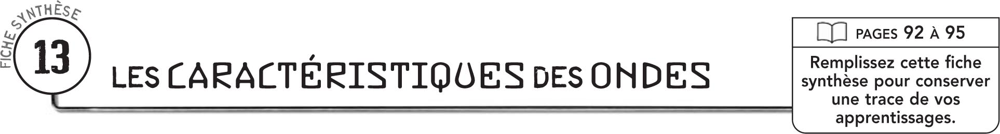 FICHE SYNTHÈSE
13
LES CARACTÉRISTIQUES DES ONDES
PAGES 92 À 95
Remplissez cette fiche
synthèse pour conserver
une trace de vos
apprentissages.